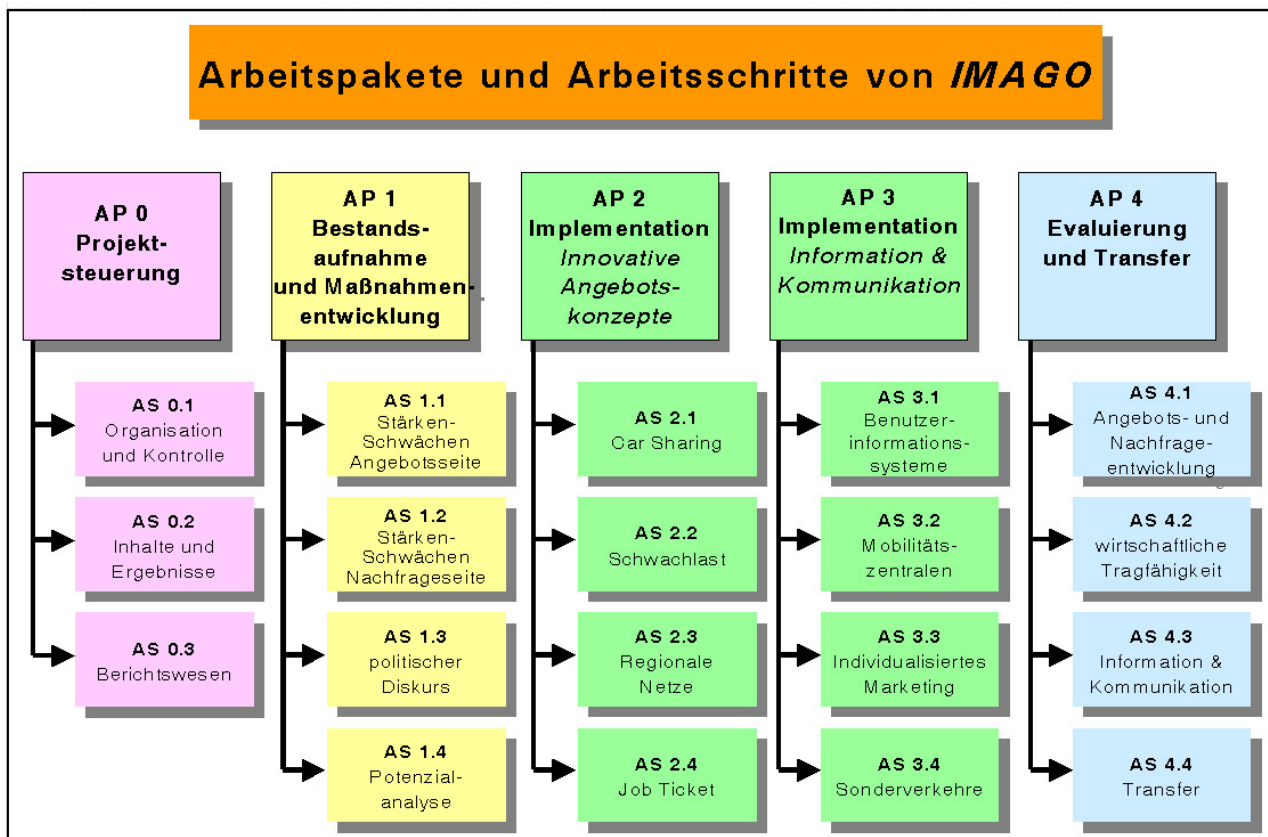 Arbeitspakete und Arbeitsschritte von IMAGO
AP 0
Projekt-
steuerung
AS 0.1
Organisation
und Kontrolle
AS 0.2
Inhalte und
Ergebnisse
AS 0.3
Berichtswesen
AP 1
Bestands-
aufnahme
und Maßnahmen-
entwicklung
AS 1.1
Stärken-
Schwächen
Angebotsseite
AS 1.2
Stärken-
Schwächen
Nachfrageseite
AS 1.3
politischer
Diskurs
AS 1.4
Potenzial-
analyse
AP 2
Implementation
Innovative
Angebots-
konzepte
AS 2.1
Car Sharing
AS 2.2
Schwachlast
AS 2.3
Regionale
Netze
AS 2.4
Job Ticket
AP 3
Implementation
Information &
Kommunikation
AS 3.1
Benutzer-
informations-
systeme
AS 3.2
Mobilitäts-
zentralen
AS 3.3
Individualisiertes
Marketing
AS 3.4
Sonderverkehre
AP 4
Evaluierung
und Transfer
AS 4.1
Angebots- und
Nachfrage-
entwicklung
AS 4.2
wirtschaftliche
Tragfähigkeit
AS 4.3
Information &
Kommunikation
AS 4.4
Transfer